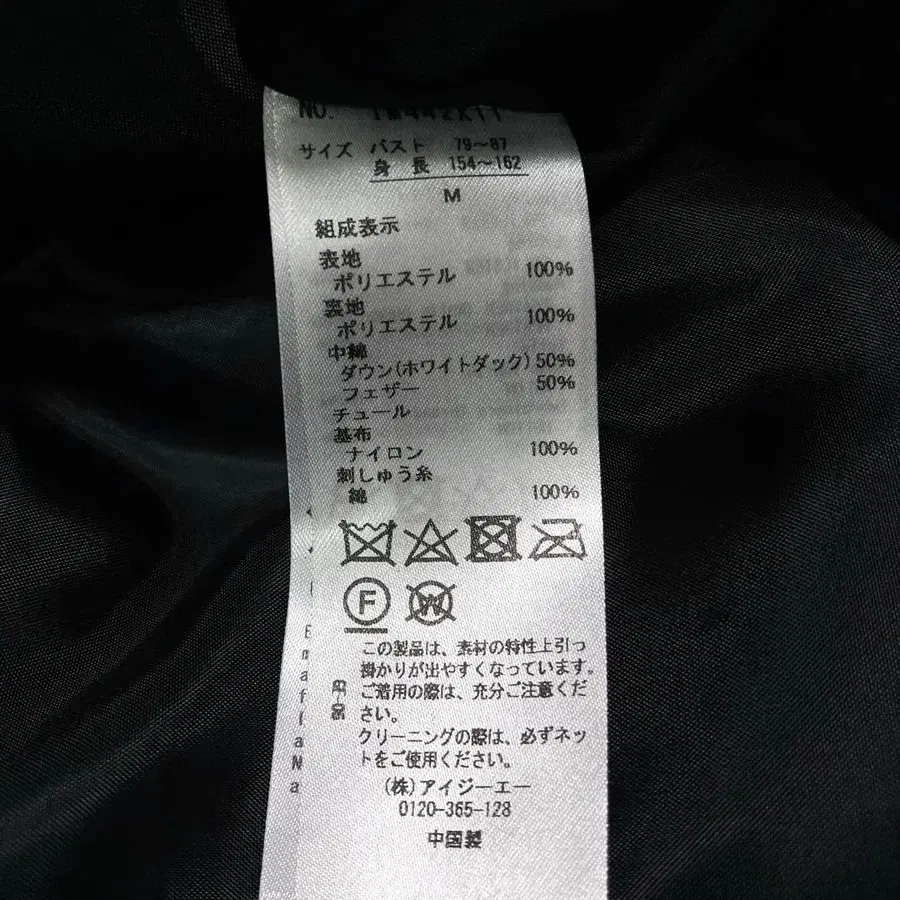 NO. IM442X11
サイズ バスト 79～87
身 長 154～162
M
組成表示
表地
ポリエステル 100%
裏地
ポリエステル 100%
中綿
ダウン(ホワイトダック) 50%
フェザー 50%
チュール
基布
ナイロン 100%
刺しゅう糸
綿 100%
F W
この製品は、素材の特性上引っ
掛かりが出やすくなっています。
ご着用の際は、充分ご注意くだ
さい。
クリーニングの際は、必ずネッ
トをご使用ください。
(株)アイジーエー
0120-365-128
中国製